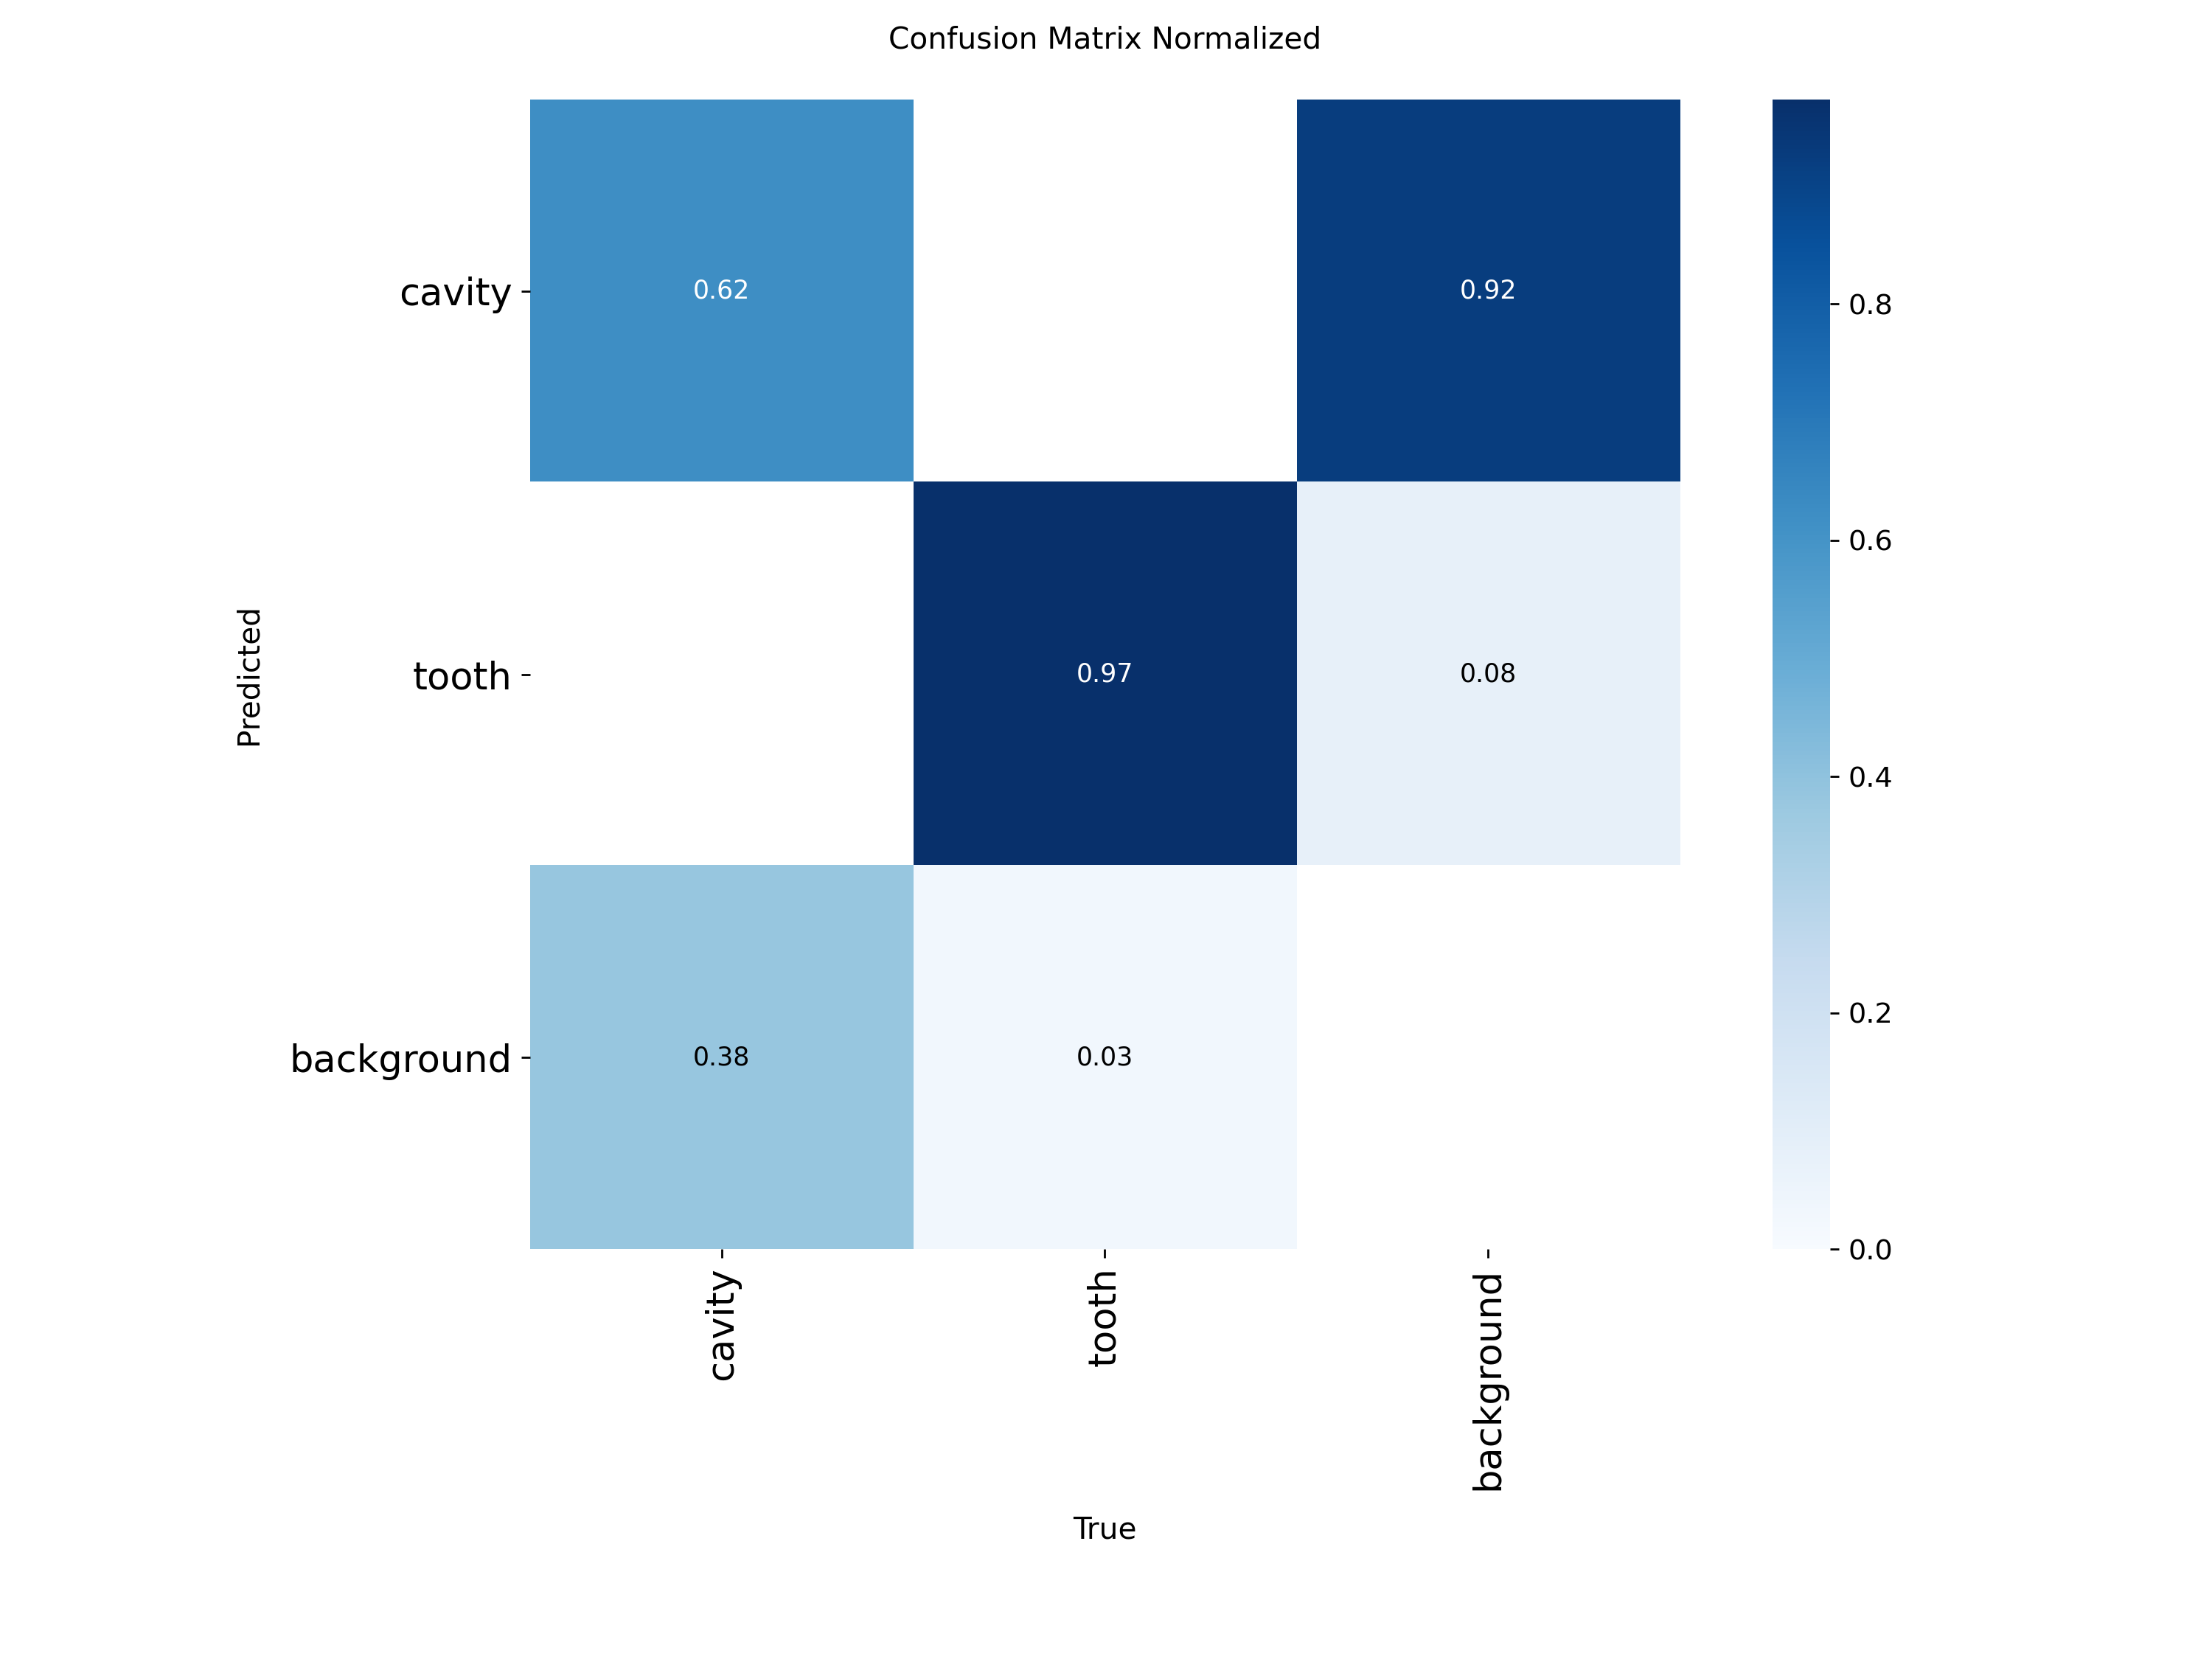 Confusion Matrix Normalized
cavity
0.62
0.92
0.8
0.6
Predicted
tooth
0.97
0.08
0.4
0.2
background
0.38
0.03
0.0
cavity
tooth
background
True